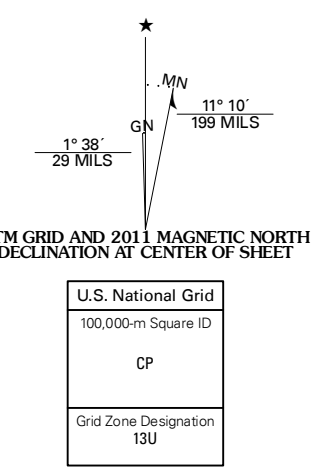 ★
MN
11° 10´
199 MILS
GN
1° 38´
29 MILS
TM GRID AND 2011 MAGNETIC NORTH
DECLINATION AT CENTER OF SHEET
U.S. National Grid
100,000-m Square ID
CP
Grid Zone Designation
13U